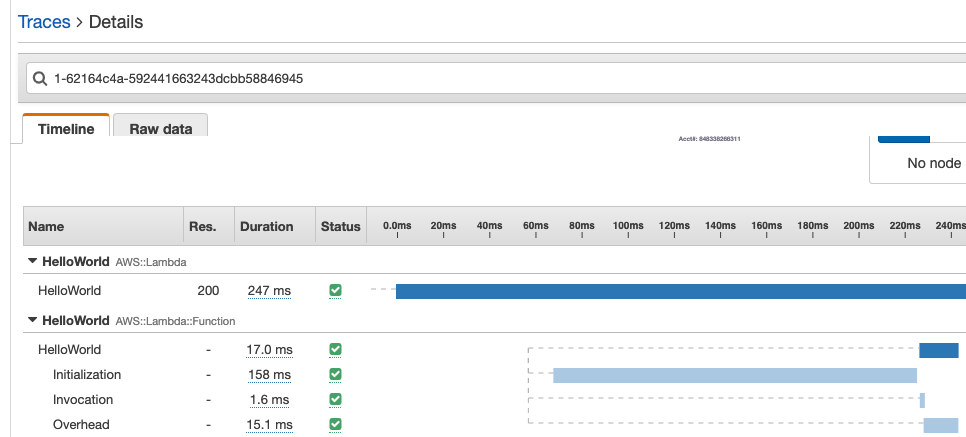 Traces > Details
1-62164c4a-592441663243dcbb58846945
Timeline Raw data
Acct#: 848338266311
No node
Name Res. Duration Status 0.0ms 20ms 40ms 60ms 80ms 100ms 120ms 140ms 160ms 180ms 200ms 220ms 240ms
HelloWorld AWS::Lambda
HelloWorld 200 247 ms
HelloWorld AWS::Lambda::Function
HelloWorld - 17.0 ms
Initialization - 158 ms
Invocation - 1.6 ms
Overhead - 15.1 ms